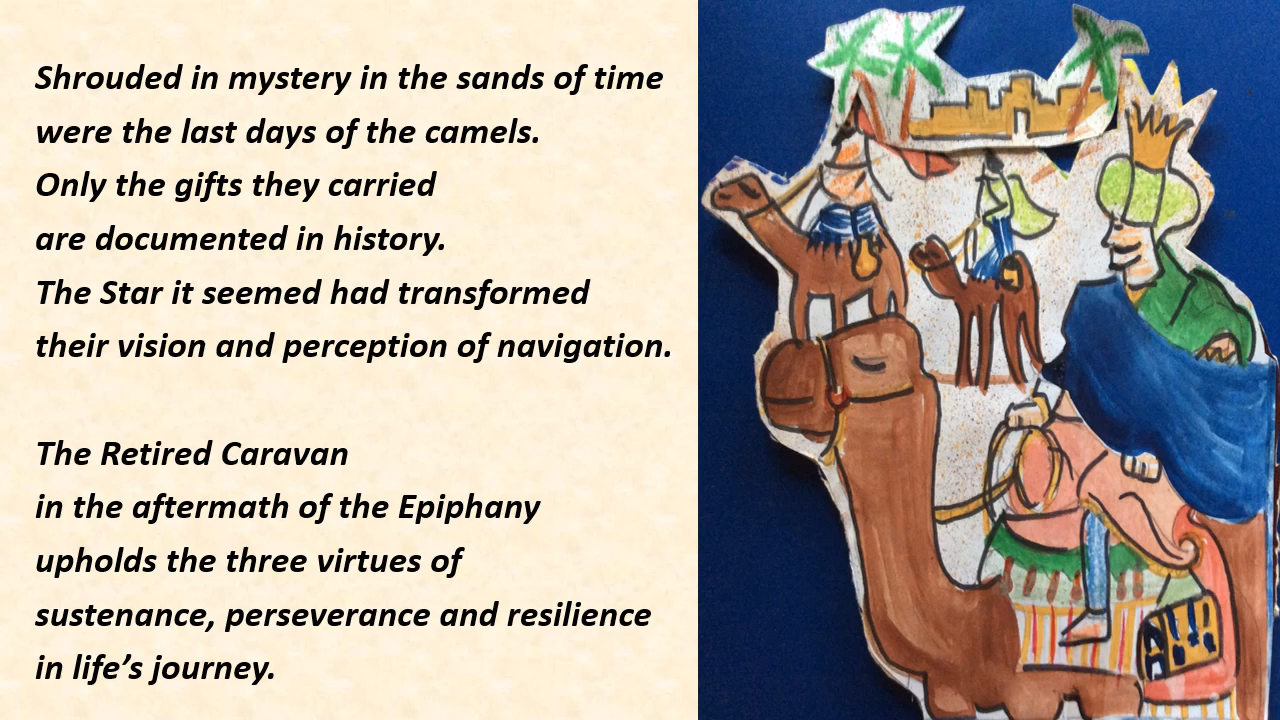 Shrouded in mystery in the sands of time
were the last days of the camels.
Only the gifts they carried
are documented in history.
The Star it seemed had transformed
their vision and perception of navigation.
The Retired Caravan
in the aftermath of the Epiphany
upholds the three virtues of
sustenance, perseverance and resilience
in life’s journey.